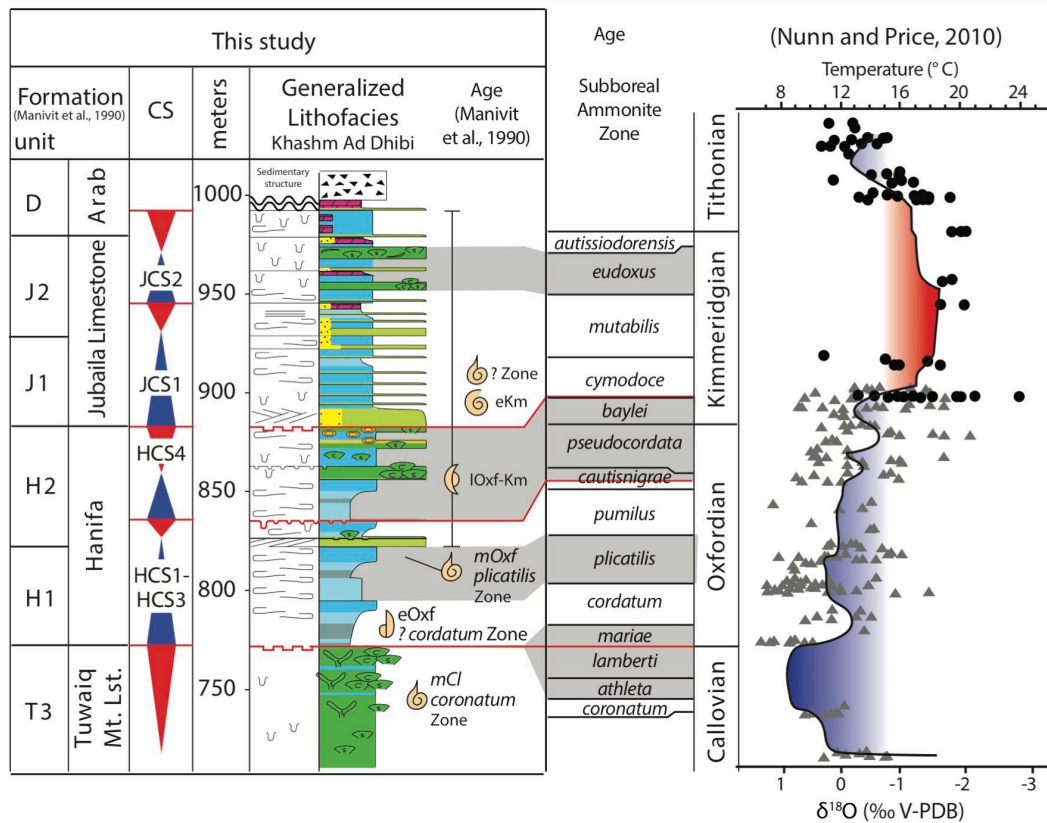 This study
Age
(Nunn and Price, 2010)
Temperature (° C)
8 12 16 20 24
Formation
(Manivit et al., 1990)
unit
CS
meters
Generalized
Lithofacies
Khashm Ad Dhibi
Age
(Manivit
et al., 1990)
Subboreal
Ammonite
Zone
D
J2
J1
H2
H1
T3
Arab
Jubaila Limestone
Hanifa
Tuwaiq
Mt. Lst.
JCS2
JCS1
HCS4
HCS1-
HCS3
1000
950
900
850
800
750
Sedimentary
structure
? Zone
eKm
lOxf-Km
mOxf
plicatilis
Zone
eOxf
? cordatum Zone
mCl
coronatum
Zone
autissiodorensis
eudoxus
mutabilis
cymodoce
baylei
pseudocordata
cautisnigrae
pumilus
plicatilis
cordatum
mariae
lamberti
athleta
coronatum
Tithonian
Kimmeridgian
Oxfordian
Callovian
1 0 -1 -2 -3
δ¹⁸O (‰ V-PDB)